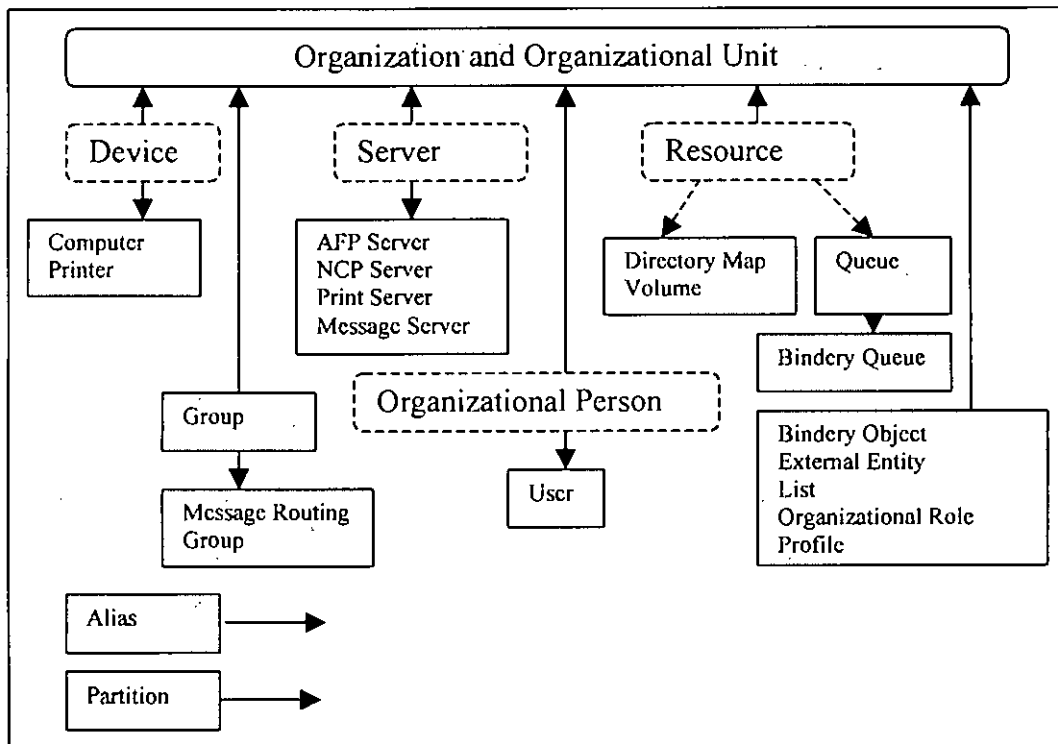 Organization and Organizational Unit
Device
Server
Resource
Computer
Printer
AFP Server
NCP Server
Print Server
Message Server
Directory Map
Volume
Queue
Bindery Queue
Group
Organizational Person
Bindery Object
External Entity
List
Organizational Role
Profile
User
Message Routing
Group
Alias
Partition